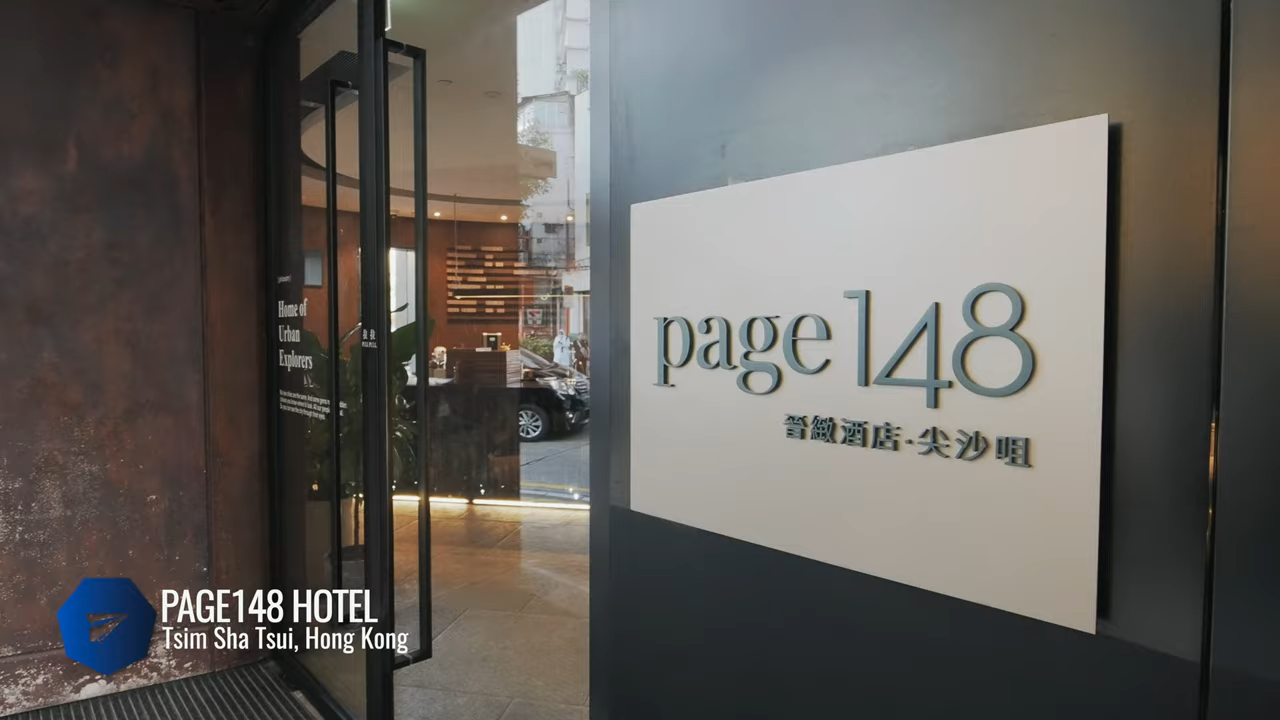 Home of
Urban
Explorers
page148
晉緻酒店·尖沙咀
PAGE148 HOTEL
Tsim Sha Tsui, Hong Kong